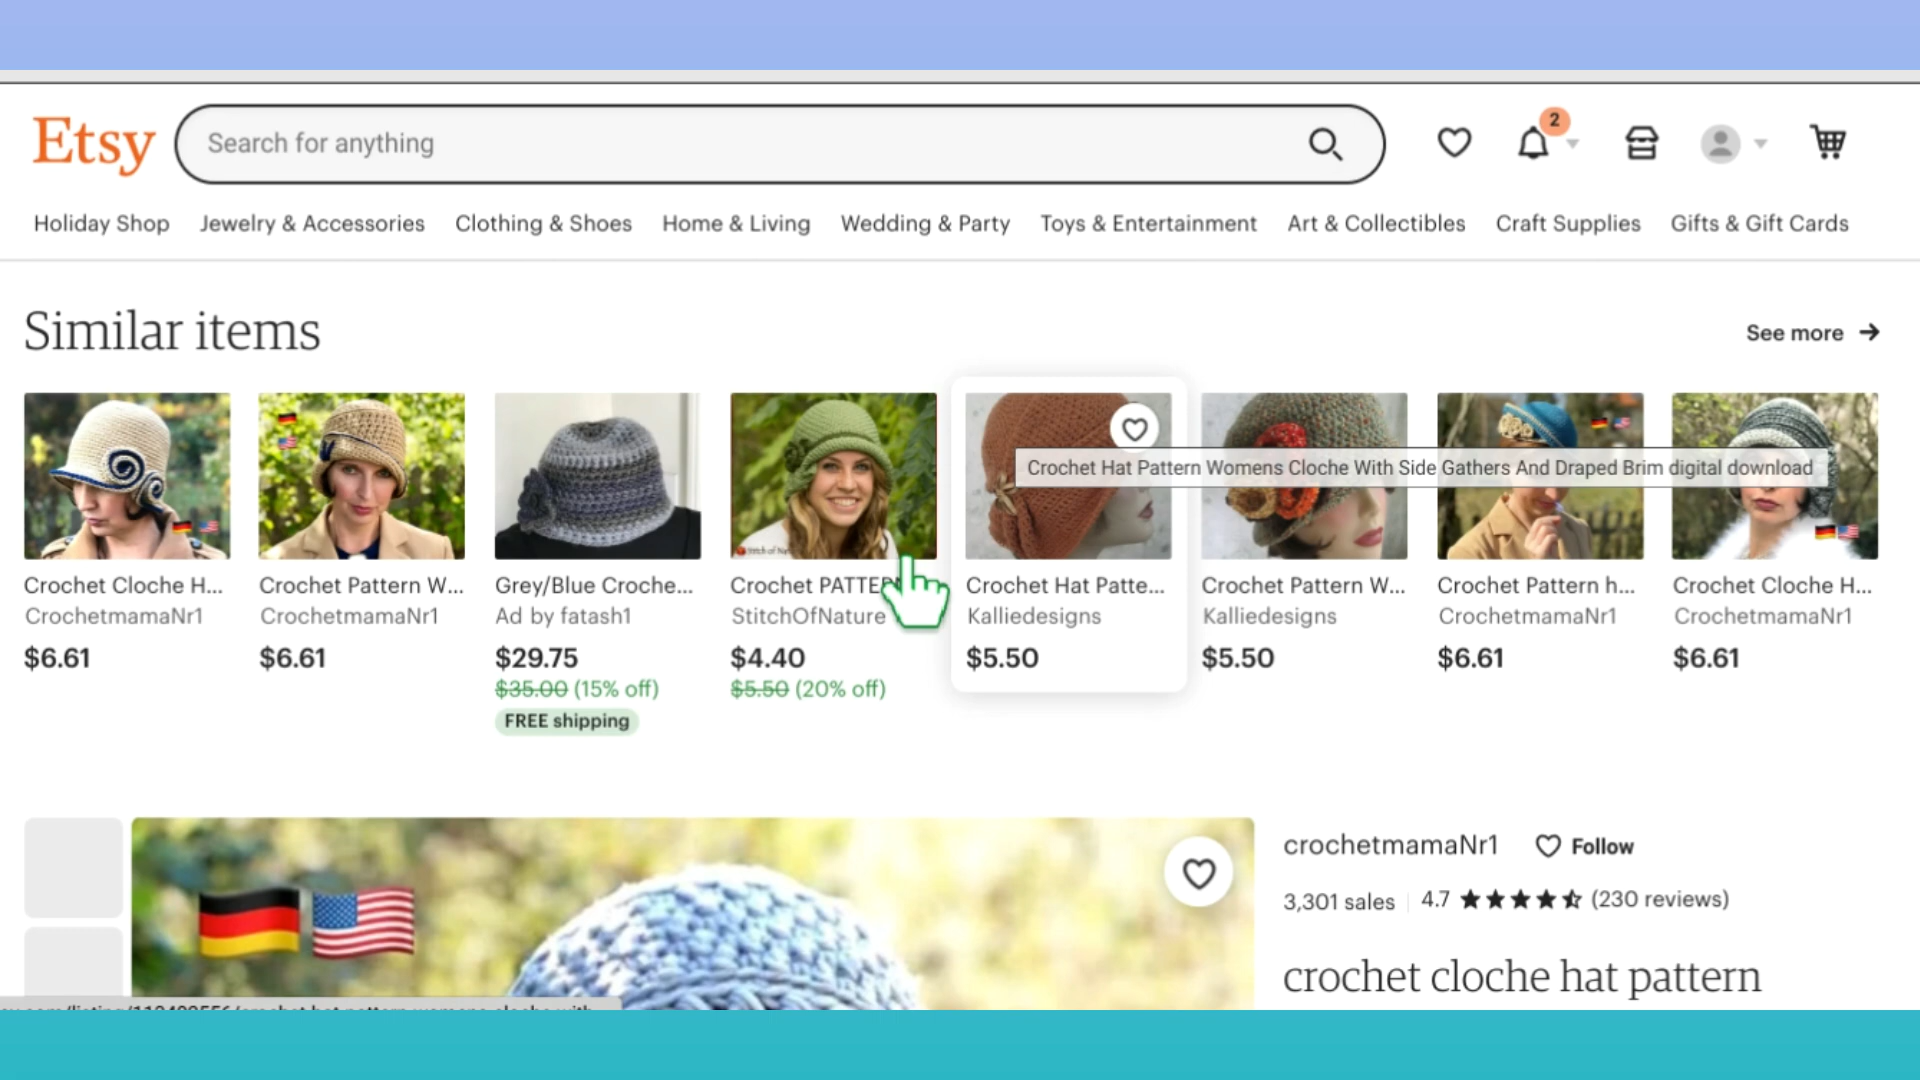 Etsy
Search for anything
2
Holiday Shop Jewelry & Accessories Clothing & Shoes Home & Living Wedding & Party Toys & Entertainment Art & Collectibles Craft Supplies Gifts & Gift Cards
Similar items
See more
Crochet Hat Pattern Womens Cloche With Side Gathers And Draped Brim digital download
Crochet Cloche H...
CrochetmamaNr1
$6.61
Crochet Pattern W...
CrochetmamaNr1
$6.61
Grey/Blue Croche...
Ad by fatash1
$29.75
$35.00 (15% off)
FREE shipping
Crochet PATTER
StitchOfNature
$4.40
$5.50 (20% off)
Crochet Hat Patte...
Kalliedesigns
$5.50
Crochet Pattern W...
Kalliedesigns
$5.50
Crochet Pattern h...
CrochetmamaNr1
$6.61
Crochet Cloche H...
CrochetmamaNr1
$6.61
crochetmamaNr1 Follow
3,301 sales 4.7 (230 reviews)
crochet cloche hat pattern